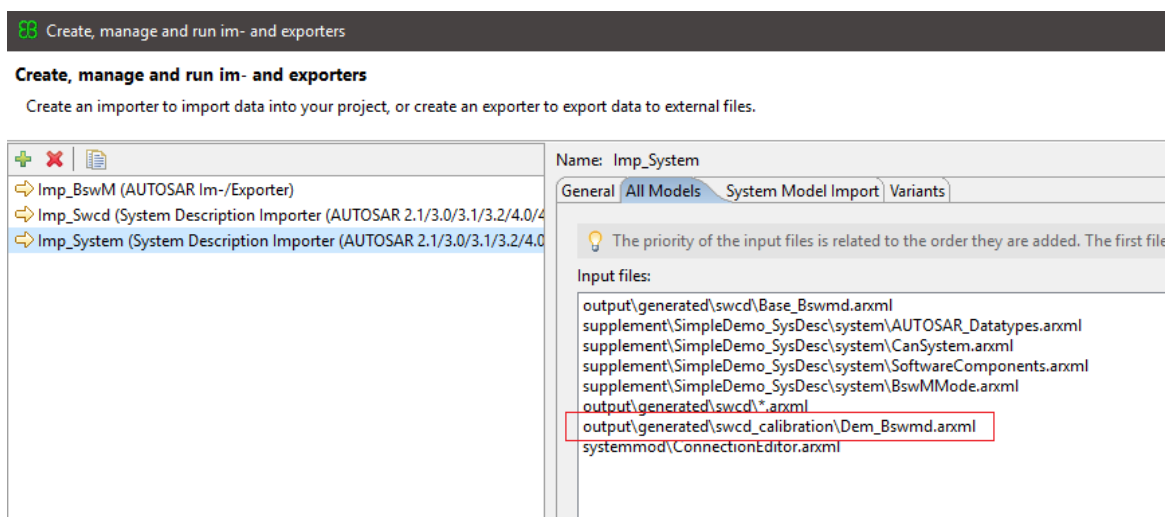 EB Create, manage and run im- and exporters
Create, manage and run im- and exporters
Create an importer to import data into your project, or create an exporter to export data to external files.
Name: Imp_System
Imp_BswM (AUTOSAR Im-/Exporter)
General All Models System Model Import Variants
Imp_Swcd (System Description Importer (AUTOSAR 2.1/3.0/3.1/3.2/4.0/4
Imp_System (System Description Importer (AUTOSAR 2.1/3.0/3.1/3.2/4.0
The priority of the input files is related to the order they are added. The first file
Input files:
output\generated\swcd\Base_Bswmd.arxml
supplement\SimpleDemo_SysDesc\system\AUTOSAR_Datatypes.arxml
supplement\SimpleDemo_SysDesc\system\CanSystem.arxml
supplement\SimpleDemo_SysDesc\system\SoftwareComponents.arxml
supplement\SimpleDemo_SysDesc\system\BswMMode.arxml
output\generated\swcd\*.arxml
output\generated\swcd_calibration\Dem_Bswmd.arxml
systemmod\ConnectionEditor.arxml